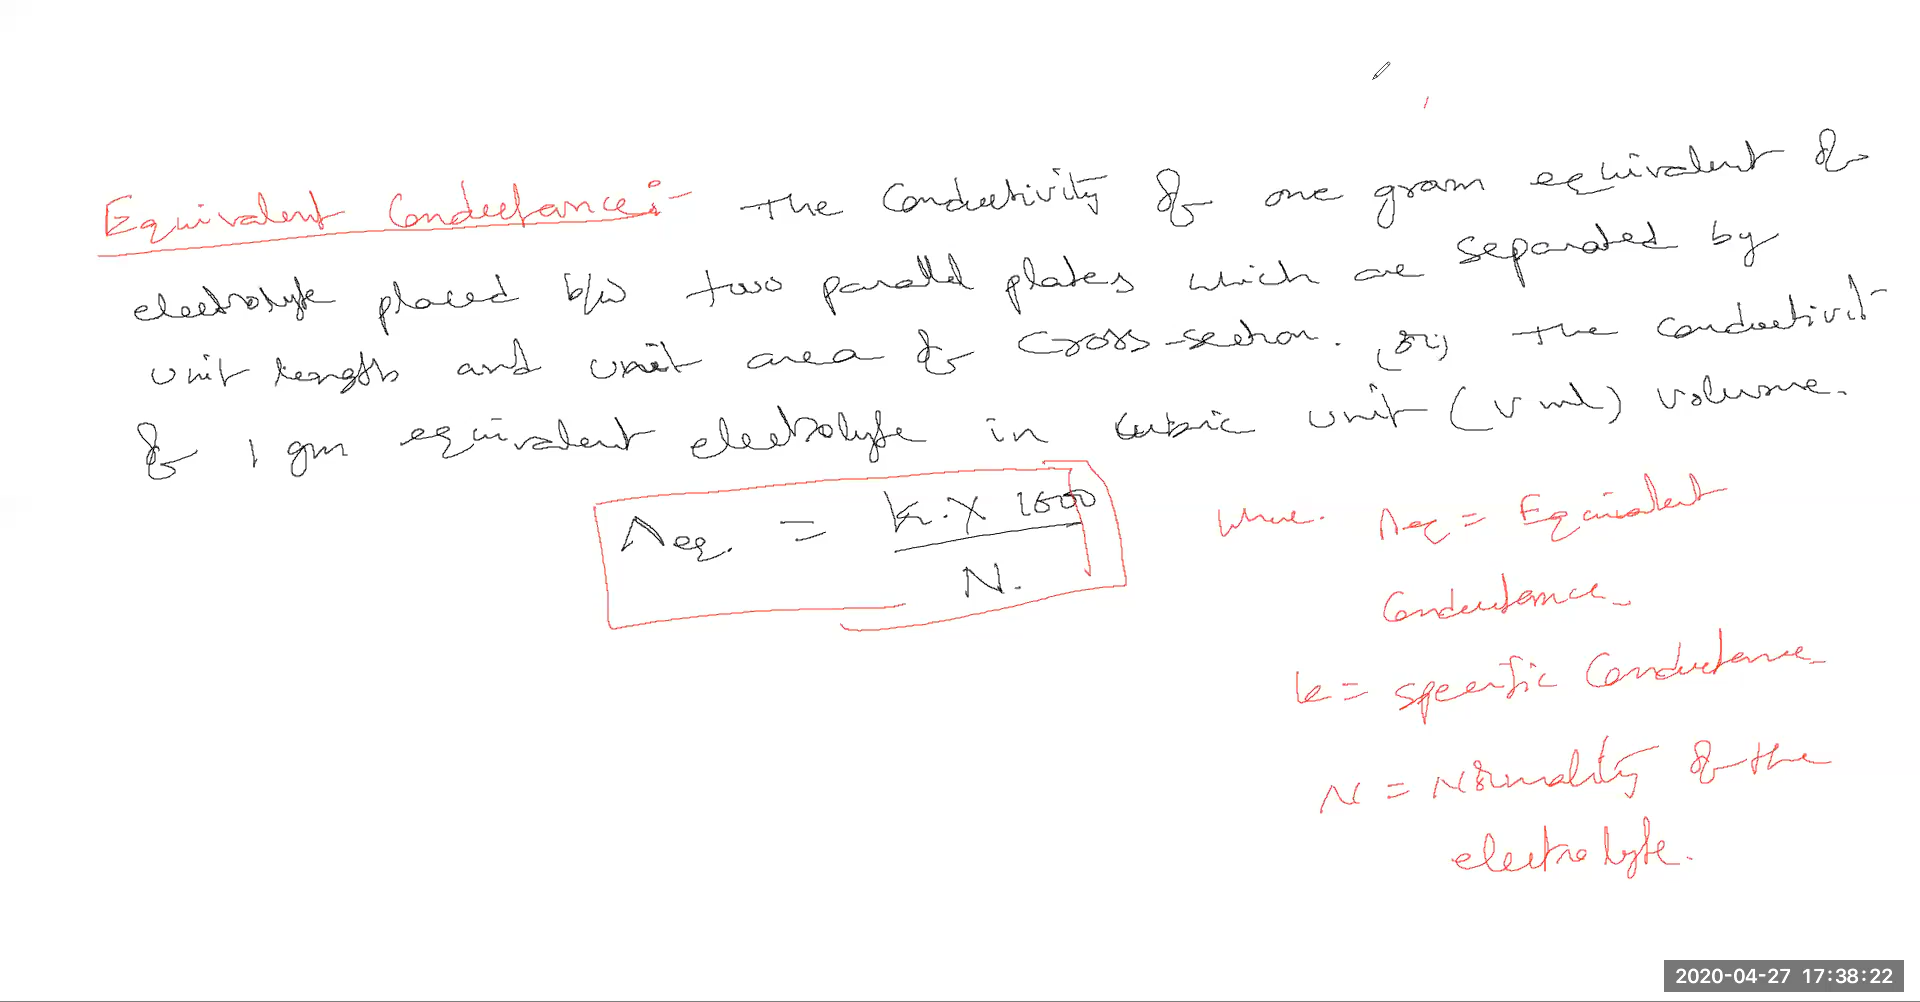 Equivalent Conductance:- The Conductivity of one gram equivalent of
electrolyte placed b/w two parallel plates which are separated by
unit length and unit area of cross-section. (or) The conductivit
of 1 gm equivalent electrolyte in cubic unit (V ml) volume.
Λeq. = K. X 1000
N.
where. Λeq = Equivalent
Conductance
k = specific Conductance
N = Normality of the
electrolyte.
2020-04-27 17:38:22